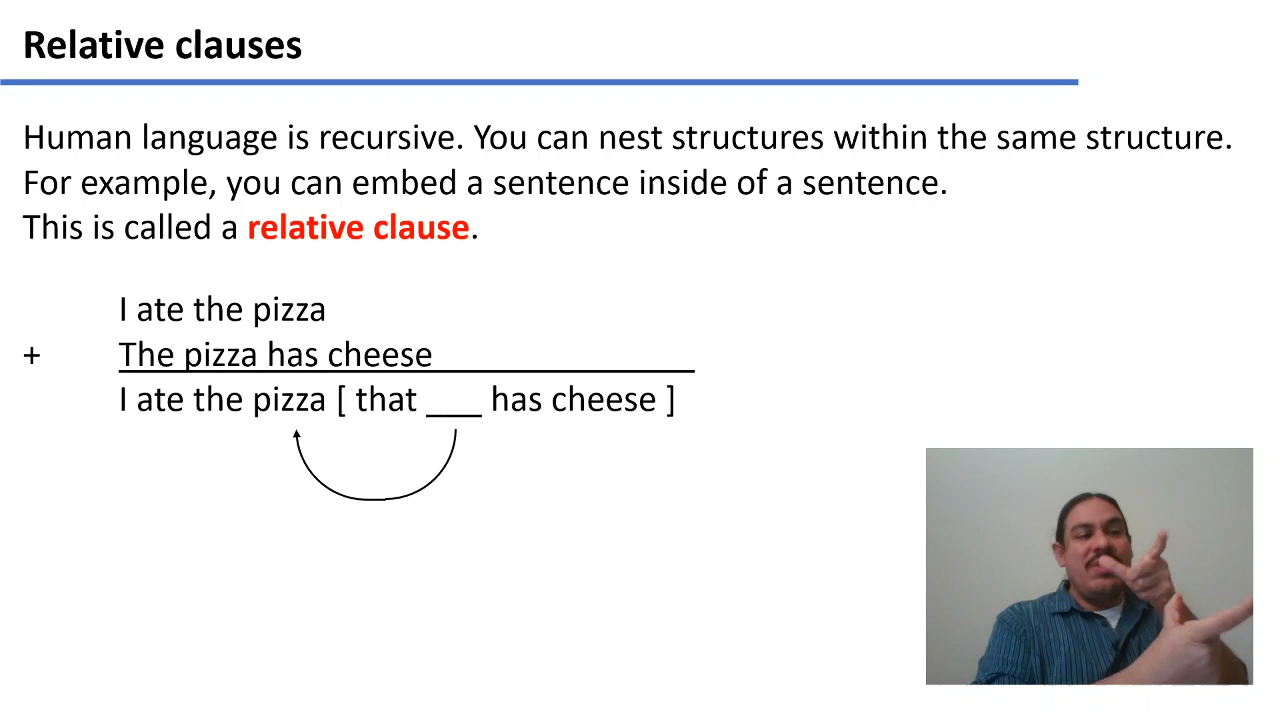 Relative clauses
Human language is recursive. You can nest structures within the same structure.
For example, you can embed a sentence inside of a sentence.
This is called a relative clause.
I ate the pizza
+ The pizza has cheese
I ate the pizza [ that ___ has cheese ]